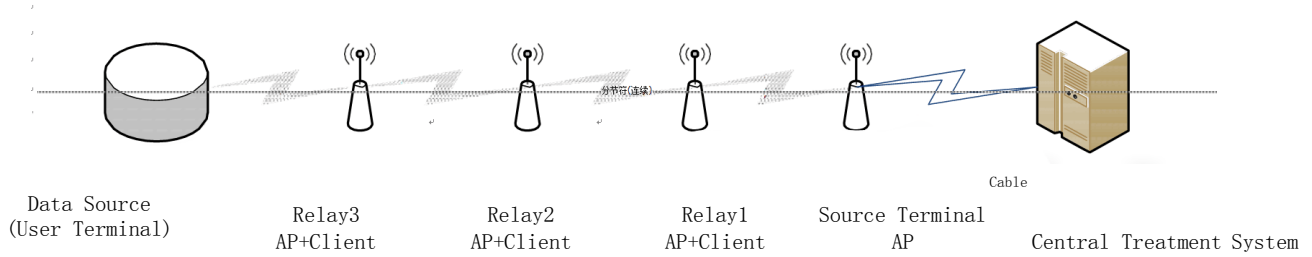 分节符(连续)
Cable
Data Source
(User Terminal)
Relay3
AP+Client
Relay2
AP+Client
Relay1
AP+Client
Source Terminal
AP
Central Treatment System